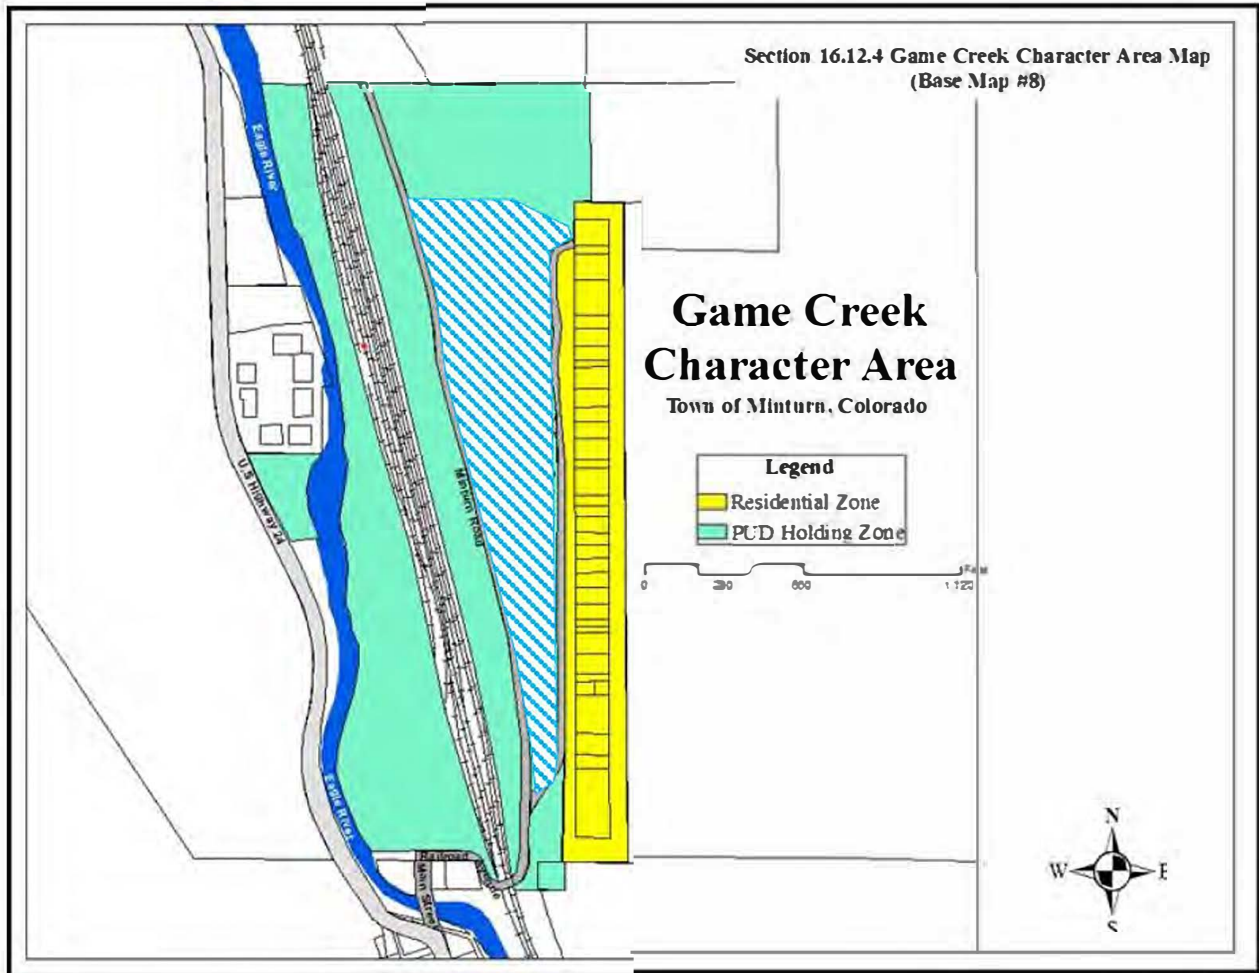 Section 16.12.4 Game Creek Character Area Map
(Base Map #8)
Eagle River
Game Creek
Character Area
Town of Minturn, Colorado
Legend
Residential Zone
PUD Holding Zone
U.S Highway 24
Minturn Road
0
600
Eagle River
Railroad
Main Street
N
W
E
S